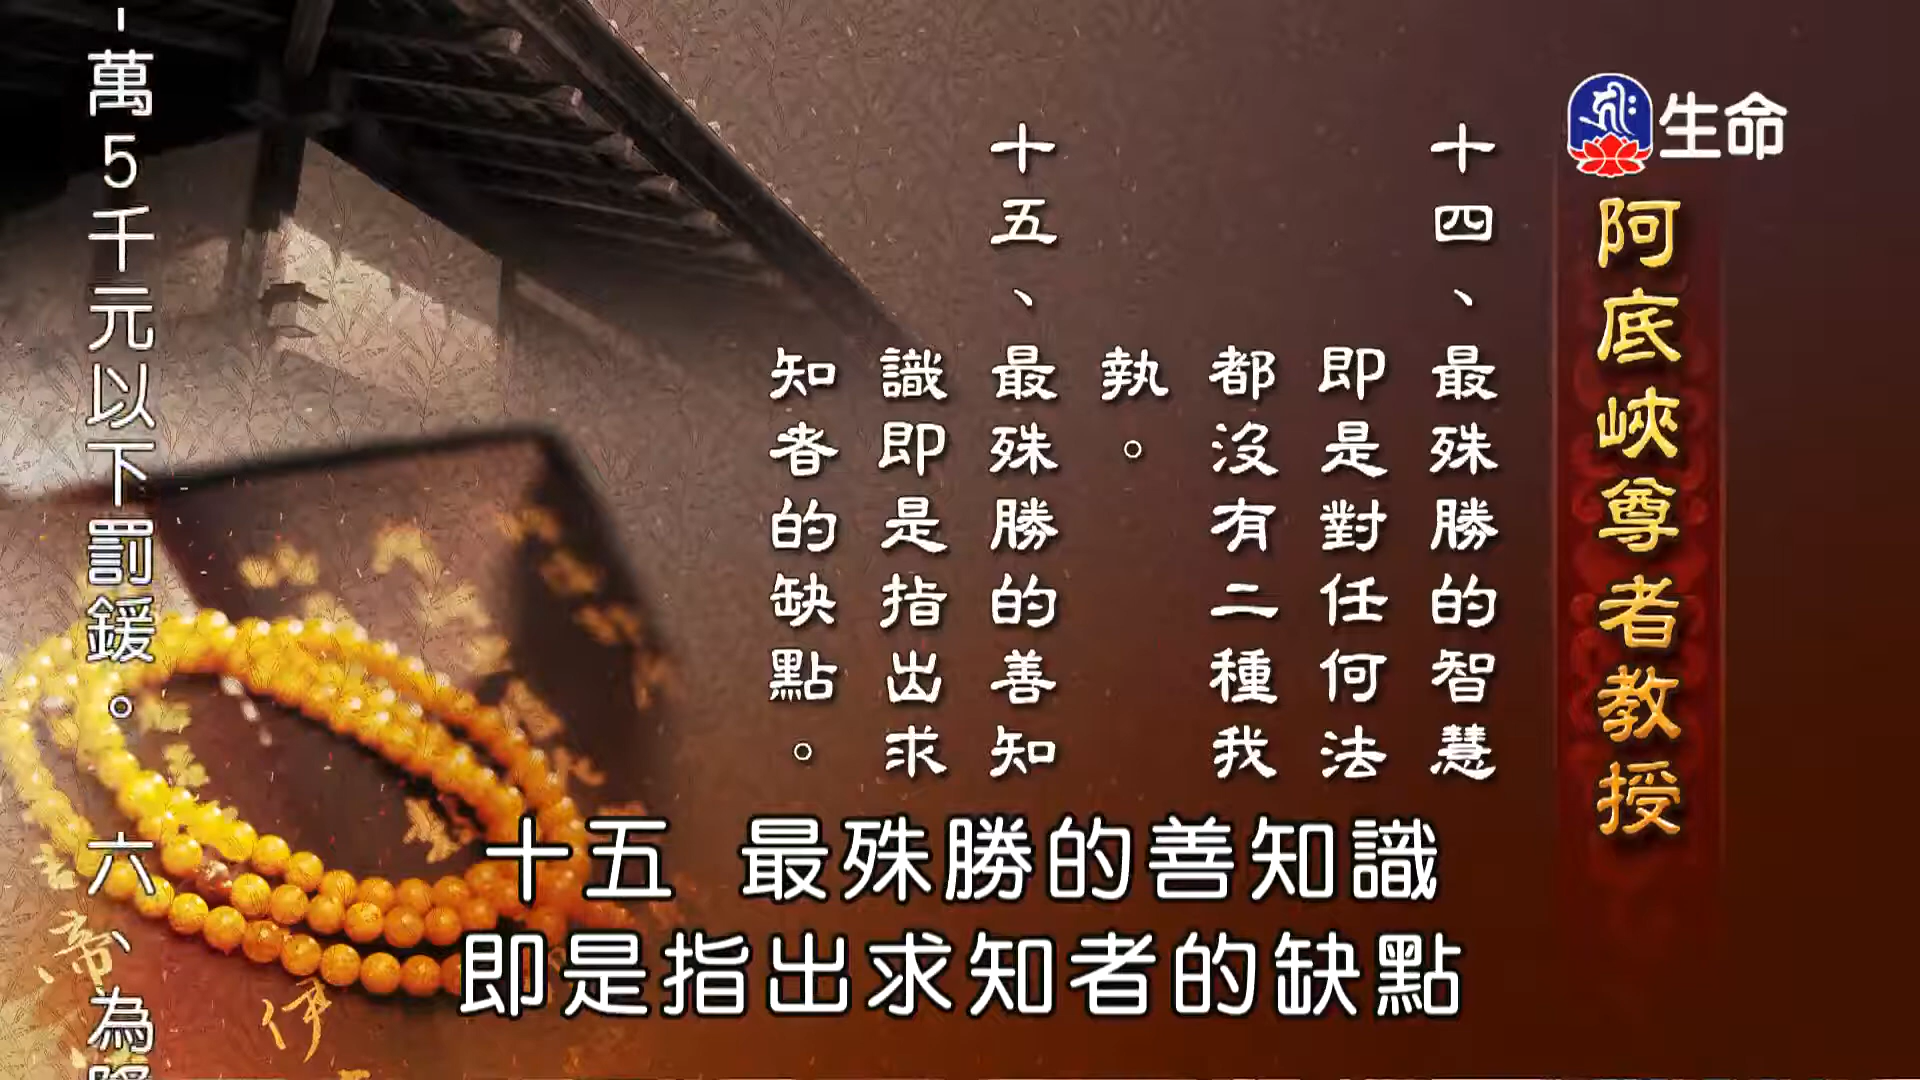 生命
阿底峽尊者教授
十四、最殊勝的智慧
即是對任何法
都沒有二種我
執。
十五、最殊勝的善知
識即是指出求
知者的缺點。
十五 最殊勝的善知識
即是指出求知者的缺點
萬5千元以下罰鍰。六、為
帝
伊